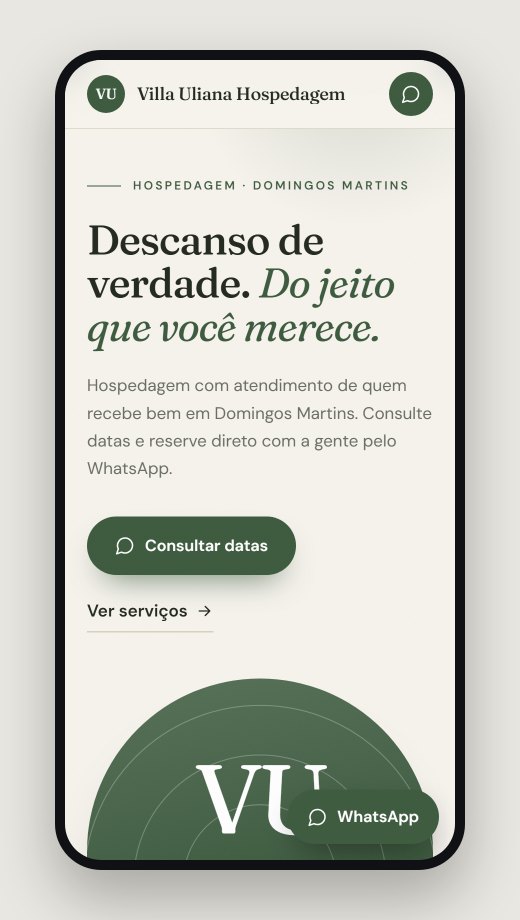 VU Villa Uliana Hospedagem
HOSPEDAGEM · DOMINGOS MARTINS
Descanso de
verdade. Do jeito
que você merece.
Hospedagem com atendimento de quem
recebe bem em Domingos Martins. Consulte
datas e reserve direto com a gente pelo
WhatsApp.
Consultar datas
Ver serviços →
VU
WhatsApp